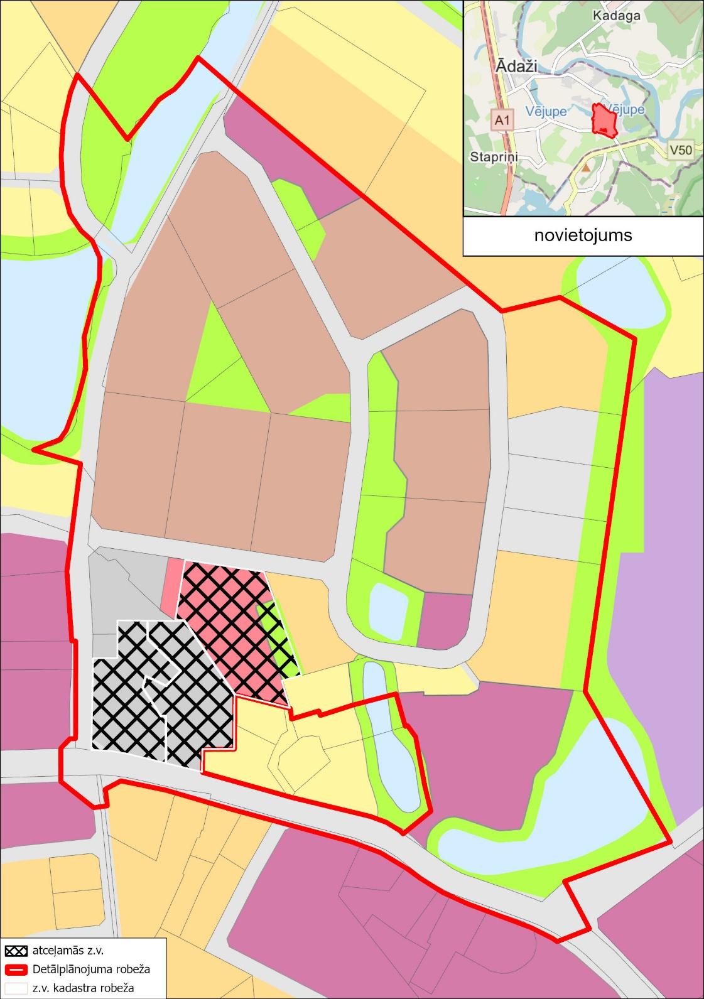 Kadaga
Ādaži
Vējupe
Vējupe
A1
V50
Stapriņi
novietojums
atceļamās z.v.
Detālplānojuma robeža
z.v. kadastra robeža